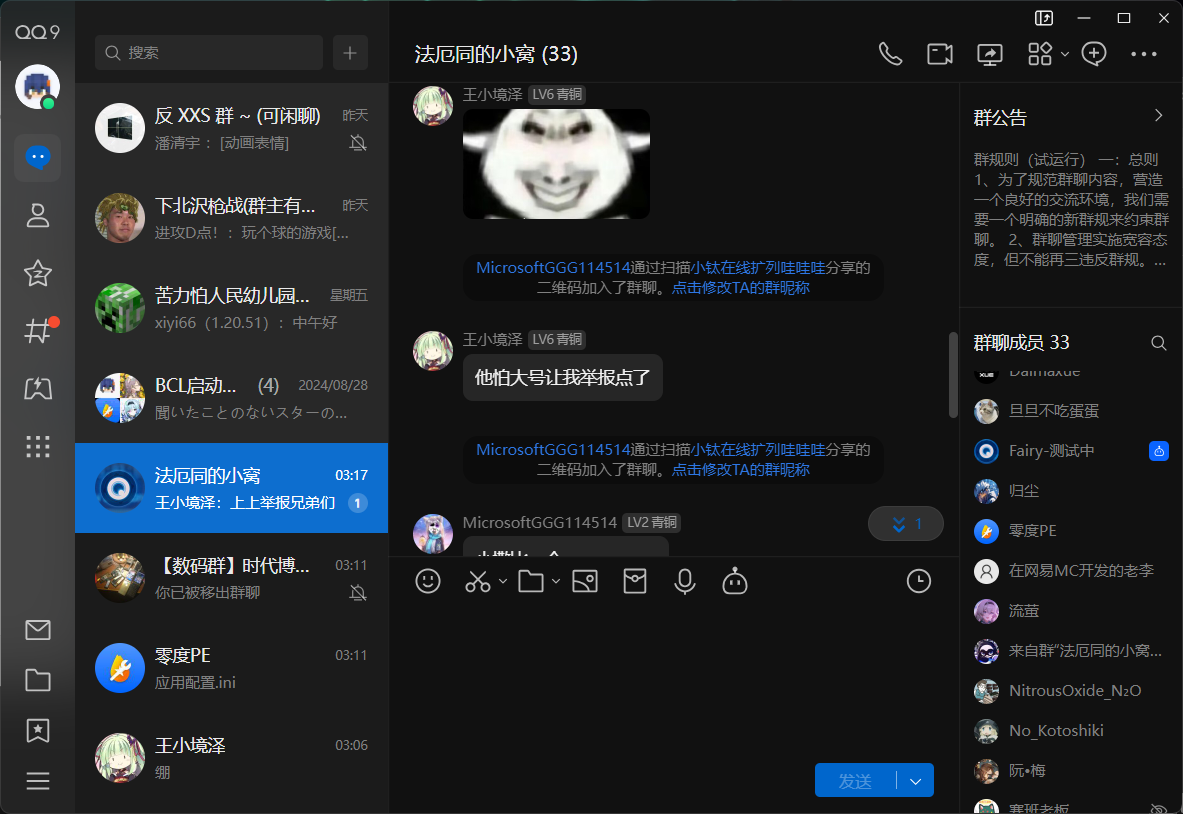 QQ9
搜索
反 XXS 群 ~ (可闲聊)
昨天
潘清宇： [动画表情]
下北沢枪战(群主有...
昨天
进攻D点！： 玩个球的游戏[...
苦力怕人民幼儿园...
星期五
xiyi66（1.20.51）: 中午好
BCL启动... (4)
2024/08/28
聞いたことのないスターの...
法厄同的小窝
03:17
王小境泽：上上举报兄弟们
1
【数码群】时代博...
03:11
你已被移出群聊
零度PE
03:11
应用配置.ini
王小境泽
03:06
绷
法厄同的小窝 (33)
王小境泽 LV6 青铜
MicrosoftGGG114514通过扫描小钛在线扩列哇哇哇分享的
二维码加入了群聊。点击修改TA的群昵称
王小境泽 LV6 青铜
他怕大号让我举报点了
MicrosoftGGG114514通过扫描小钛在线扩列哇哇哇分享的
二维码加入了群聊。点击修改TA的群昵称
MicrosoftGGG114514 LV2 青铜
1
发送
群公告
群规则（试运行） 一：总则
1、为了规范群聊内容，营造
一个良好的交流环境，我们需
要一个明确的新群规来约束群
聊。 2、群聊管理实施宽容态
度，但不能再三违反群规。...
群聊成员 33
Daimaxue
旦旦不吃蛋蛋
Fairy-测试中
归尘
零度PE
在网易MC开发的老李
流萤
来自群“法厄同的小窝...
NitrousOxide_N₂O
No_Kotoshiki
阮•梅
赛班老板